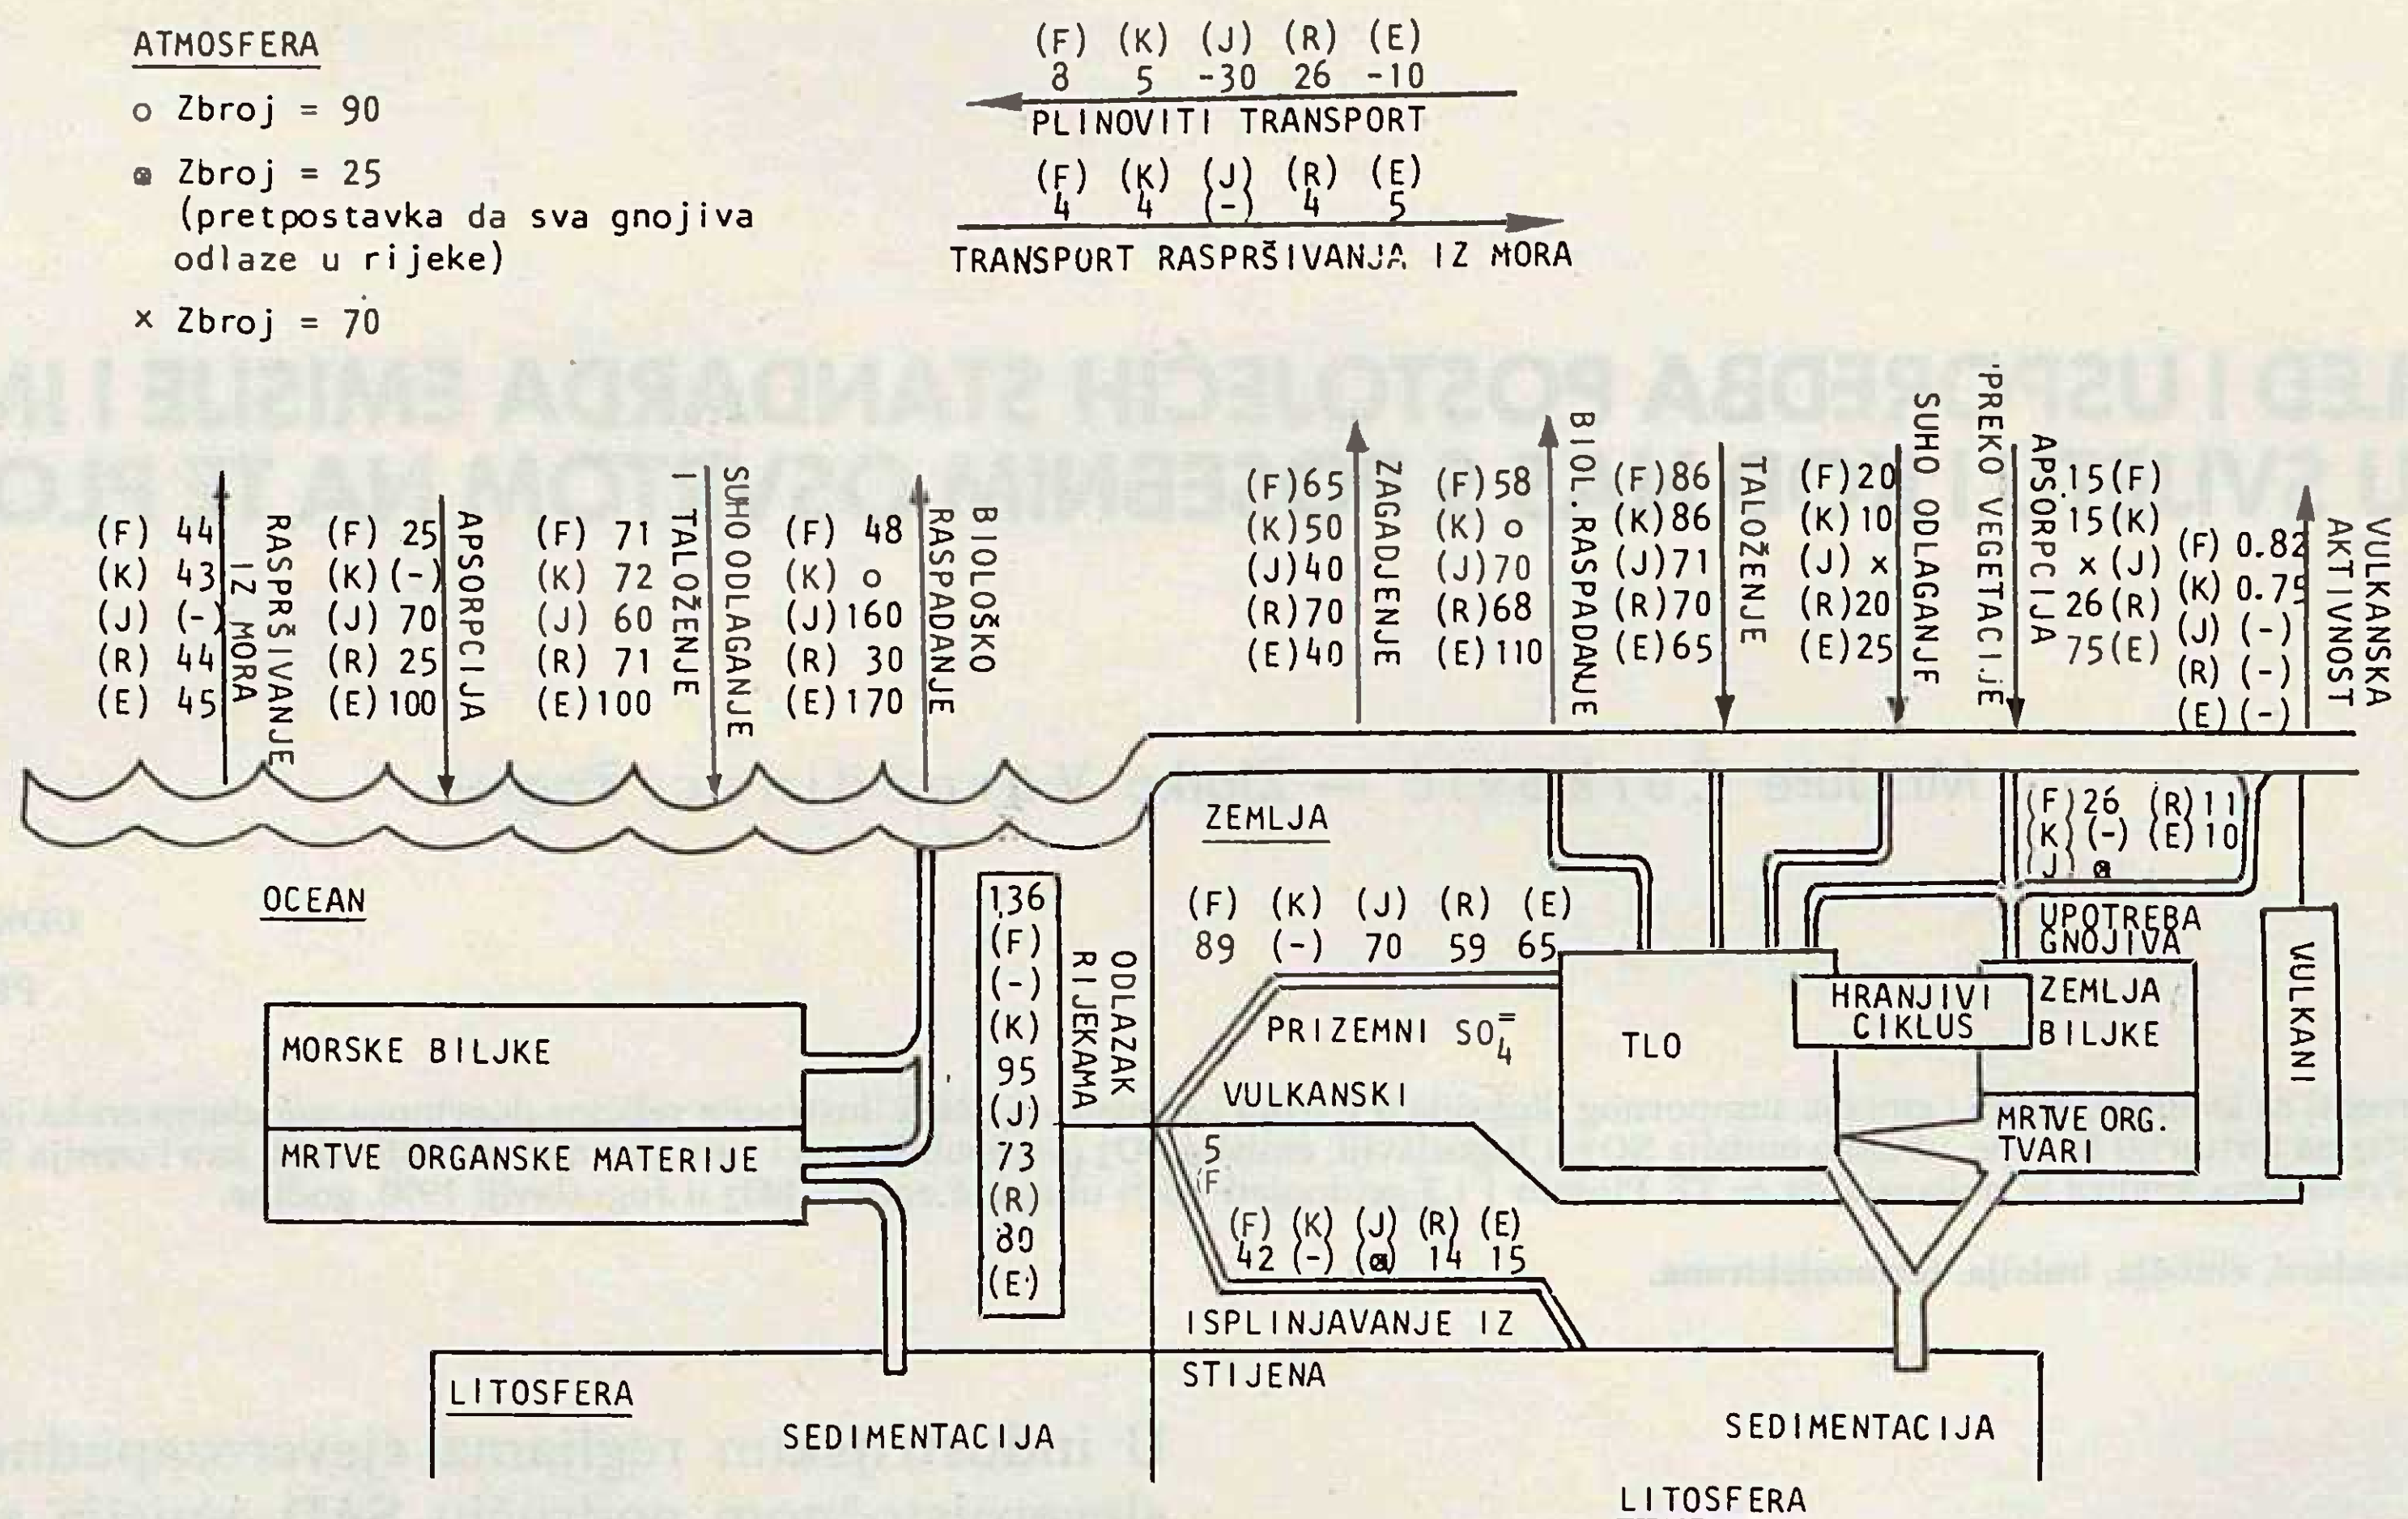 ATMOSFERA
o Zbroj = 90
Zbroj = 25
(pretpostavka da sva gnojiva
odlaze u rijeke)
x Zbroj = 70
(F) (K) (J) (R) (E)
8 5 -30 26 -10
PLINOVITI TRANSPORT
(F) (K) (J) (R) (E)
4 4 (-) 4 5
TRANSPORT RASPRŠIVANJA IZ MORA
(F) 44
(K) 43
(J) (-)
(R) 44
(E) 45
RASPRŠIVANJE
IZ MORA
(F) 25
(K) (-)
(J) 70
(R) 25
(E) 100
APSORPCIJA
(F) 71
(K) 72
(J) 60
(R) 71
(E) 100
SUHO ODLAGANJE
I TALOŽENJE
(F) 48
(K) o
(J) 160
(R) 30
(E) 170
BIOLOŠKO
RASPADANJE
(F) 65
(K) 50
(J) 40
(R) 70
(E) 40
ZAGADJENJE
(F) 58
(K) o
(J) 70
(R) 68
(E) 110
BIOL. RASPADANJE
(F) 86
(K) 86
(J) 71
(R) 70
(E) 65
TALOŽENJE
(F) 20
(K) 10
(J) x
(R) 20
(E) 25
SUHO ODLAGANJE
APSORPCIJA
'PREKO VEGETACIJE
15 (F)
15 (K)
x (J)
26 (R)
75 (E)
(F) 0.82
(K) 0.75
(J) (-)
(R) (-)
(E) (-)
VULKANSKA
AKTIVNOST
OCEAN
MORSKE BILJKE
MRTVE ORGANSKE MATERIJE
136
(F)
(-)
(K)
95
(J)
73
(R)
80
(E)
ODLAZAK
RIJEKAMA
ZEMLJA
(F) (K) (J) (R) (E)
89 (-) 70 59 65
PRIZEMNI SO₄⁼
VULKANSKI
5
(F
(F) (K) (J) (R) (E)
42 (-) 14 15
ISPLINJAVANJE IZ
STIJENA
(F) 26 (R) 11
(K) (-) (E) 10
(J)
UPOTREBA
GNOJIVA
TLO
HRANJIVI
CIKLUS
ZEMLJA
BILJKE
MRTVE ORG.
TVARI
VULKANI
LITOSFERA
SEDIMENTACIJA
SEDIMENTACIJA
LITOSFERA